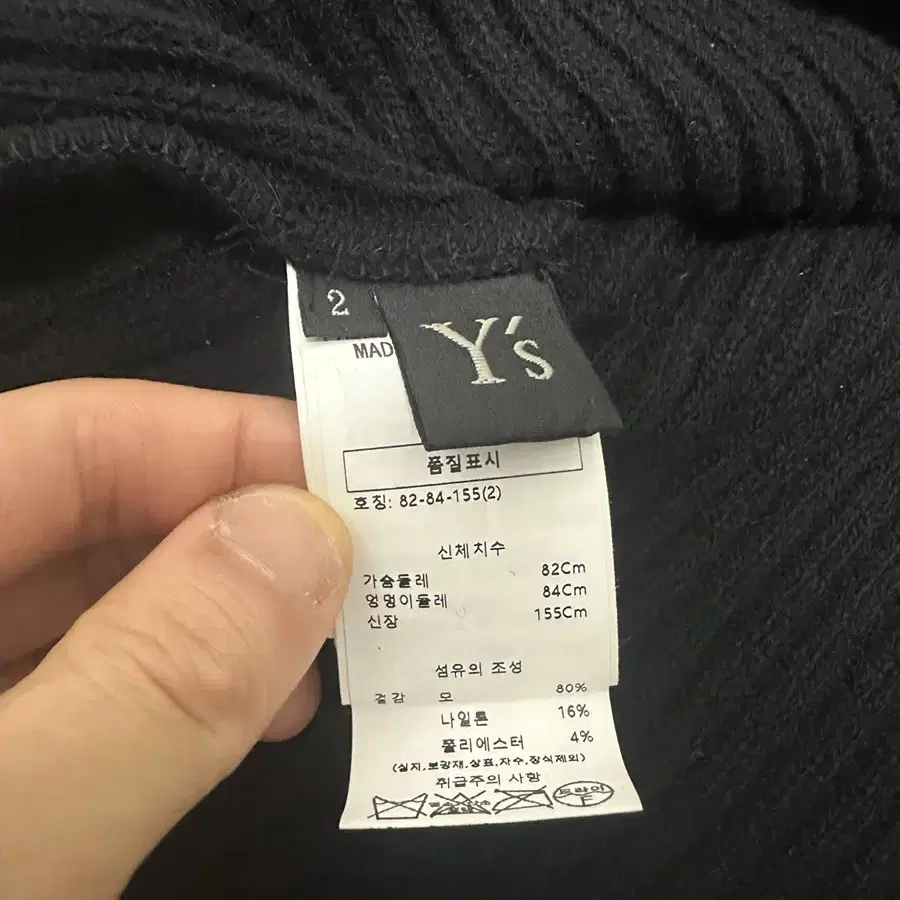 2
Y's
MAD
품질표시
호칭: 82-84-155(2)
신체치수
가슴둘레 82Cm
엉덩이둘레 84Cm
신장 155Cm
섬유의 조성
겉감 모 80%
나일론 16%
폴리에스터 4%
(실지,보강재,상표,자수,장식제외)
취급주의 사항
드라이
F